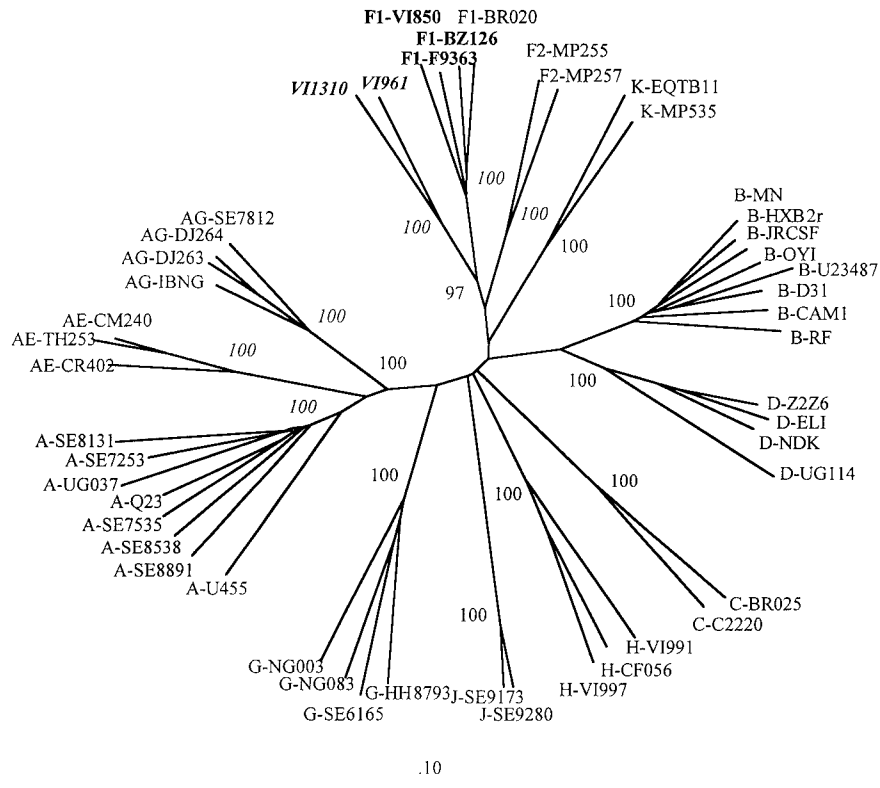 F1-VI850 F1-BR020
F1-BZ126
F1-F9363
F2-MP255
F2-MP257
VI1310 VI961
K-EQTB11
K-MP535
100
100
100
100
97
B-MN
B-HXB2r
B-JRCSF
B-OYI
B-U23487
B-D31
B-CAM1
B-RF
100
AG-SE7812
AG-DJ264
AG-DJ263
AG-IBNG
100
AE-CM240
AE-TH253
AE-CR402
100
100
100
D-Z2Z6
D-ELI
D-NDK
D-UG114
100
A-SE8131
A-SE7253
A-UG037
A-Q23
A-SE7535
A-SE8538
A-SE8891
A-U455
100
100
100
100
C-BR025
C-C2220
H-VI991
H-CF056
H-VI997
G-NG003
G-NG083
G-SE6165
G-HH8793
J-SE9173
J-SE9280
.10